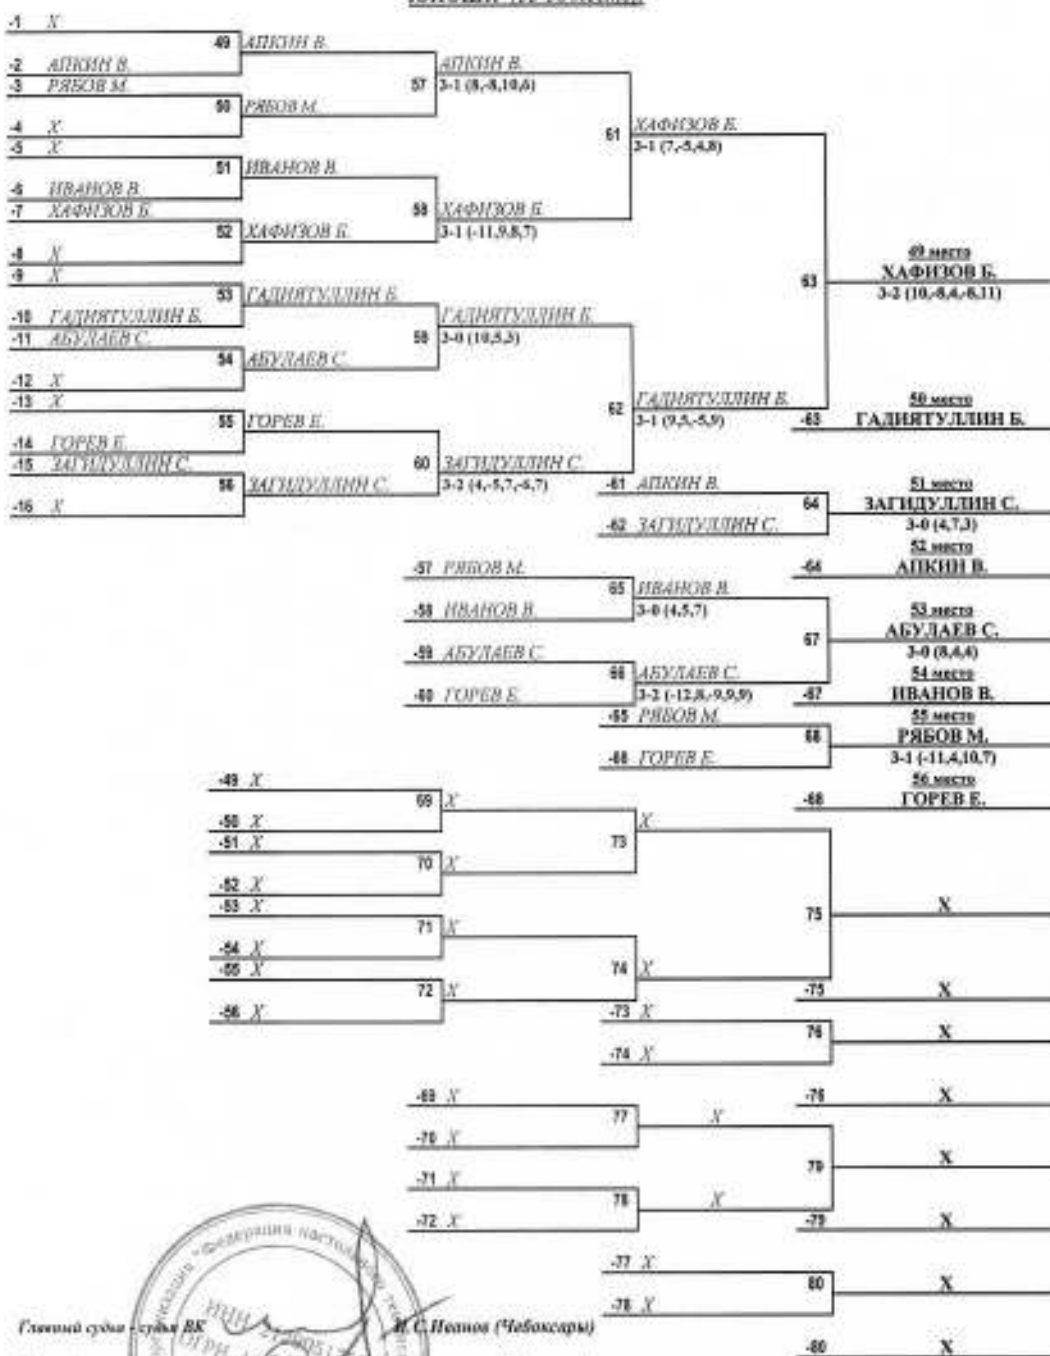 -1 X
49 АПКИН В.
-2 АПКИН В.
57 АПКИН В.
3-1 (8,-8,10,6)
-3 РЯБОВ М.
50 РЯБОВ М.
-4 X
61 ХАФИЗОВ Б.
3-1 (7,-5,4,8)
-5 X
51 ИВАНОВ В.
-6 ИВАНОВ В.
58 ХАФИЗОВ Б.
3-1 (-11,9,8,7)
-7 ХАФИЗОВ Б.
52 ХАФИЗОВ Б.
-8 X
63
49 место
ХАФИЗОВ Б.
3-2 (10,-8,4,-8,11)
-9 X
53 ГАДИЯТУЛЛИН Б.
-10 ГАДИЯТУЛЛИН Б.
59 ГАДИЯТУЛЛИН Б.
3-0 (10,5,3)
-11 АБУЛАЕВ С.
54 АБУЛАЕВ С.
-12 X
62 ГАДИЯТУЛЛИН Б.
3-1 (9,5,-5,9)
50 место
-63 ГАДИЯТУЛЛИН Б.
-13 X
55 ГОРЕВ Е.
-14 ГОРЕВ Е.
60 ЗАГИДУЛЛИН С.
3-2 (4,-5,7,-6,7)
-15 ЗАГИДУЛЛИН С.
56 ЗАГИДУЛЛИН С.
-16 X
-61 АПКИН В.
64
51 место
ЗАГИДУЛЛИН С.
3-0 (4,7,3)
-62 ЗАГИДУЛЛИН С.
52 место
-64 АПКИН В.
-57 РЯБОВ М.
65 ИВАНОВ В.
3-0 (4,5,7)
-58 ИВАНОВ В.
67
53 место
АБУЛАЕВ С.
3-0 (8,4,4)
-59 АБУЛАЕВ С.
66 АБУЛАЕВ С.
3-2 (-12,8,-9,9,9)
-60 ГОРЕВ Е.
54 место
-67 ИВАНОВ В.
-65 РЯБОВ М.
68
55 место
РЯБОВ М.
3-1 (-11,4,10,7)
-66 ГОРЕВ Е.
56 место
-68 ГОРЕВ Е.
-49 X
69 X
-50 X
73 X
-51 X
70 X
-52 X
75 X
-53 X
71 X
-54 X
74 X
-55 X
72 X
-56 X
-75 X
-73 X
76 X
-74 X
-76 X
-69 X
77 X
-70 X
79 X
-71 X
78 X
-72 X
-79 X
-77 X
80 X
-78 X
Главный судья - судья ВК И.С.Иванов (Чебоксары)
-80 X
"Федерация настольного
ИНН
ОГРН